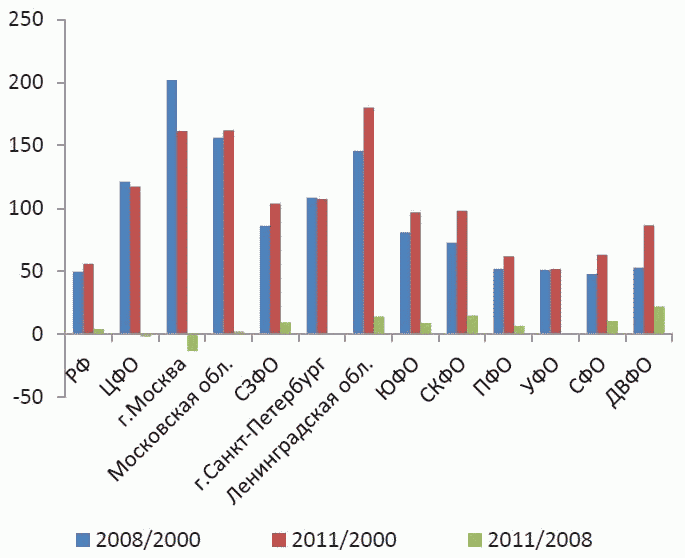 250
200
150
100
50
0
-50
РФ
ЦФО
г.Москва
Московская обл.
СЗФО
г.Санкт-Петербург
Ленинградская обл.
ЮФО
СКФО
ПФО
УФО
СФО
ДВФО
2008/2000 2011/2000 2011/2008